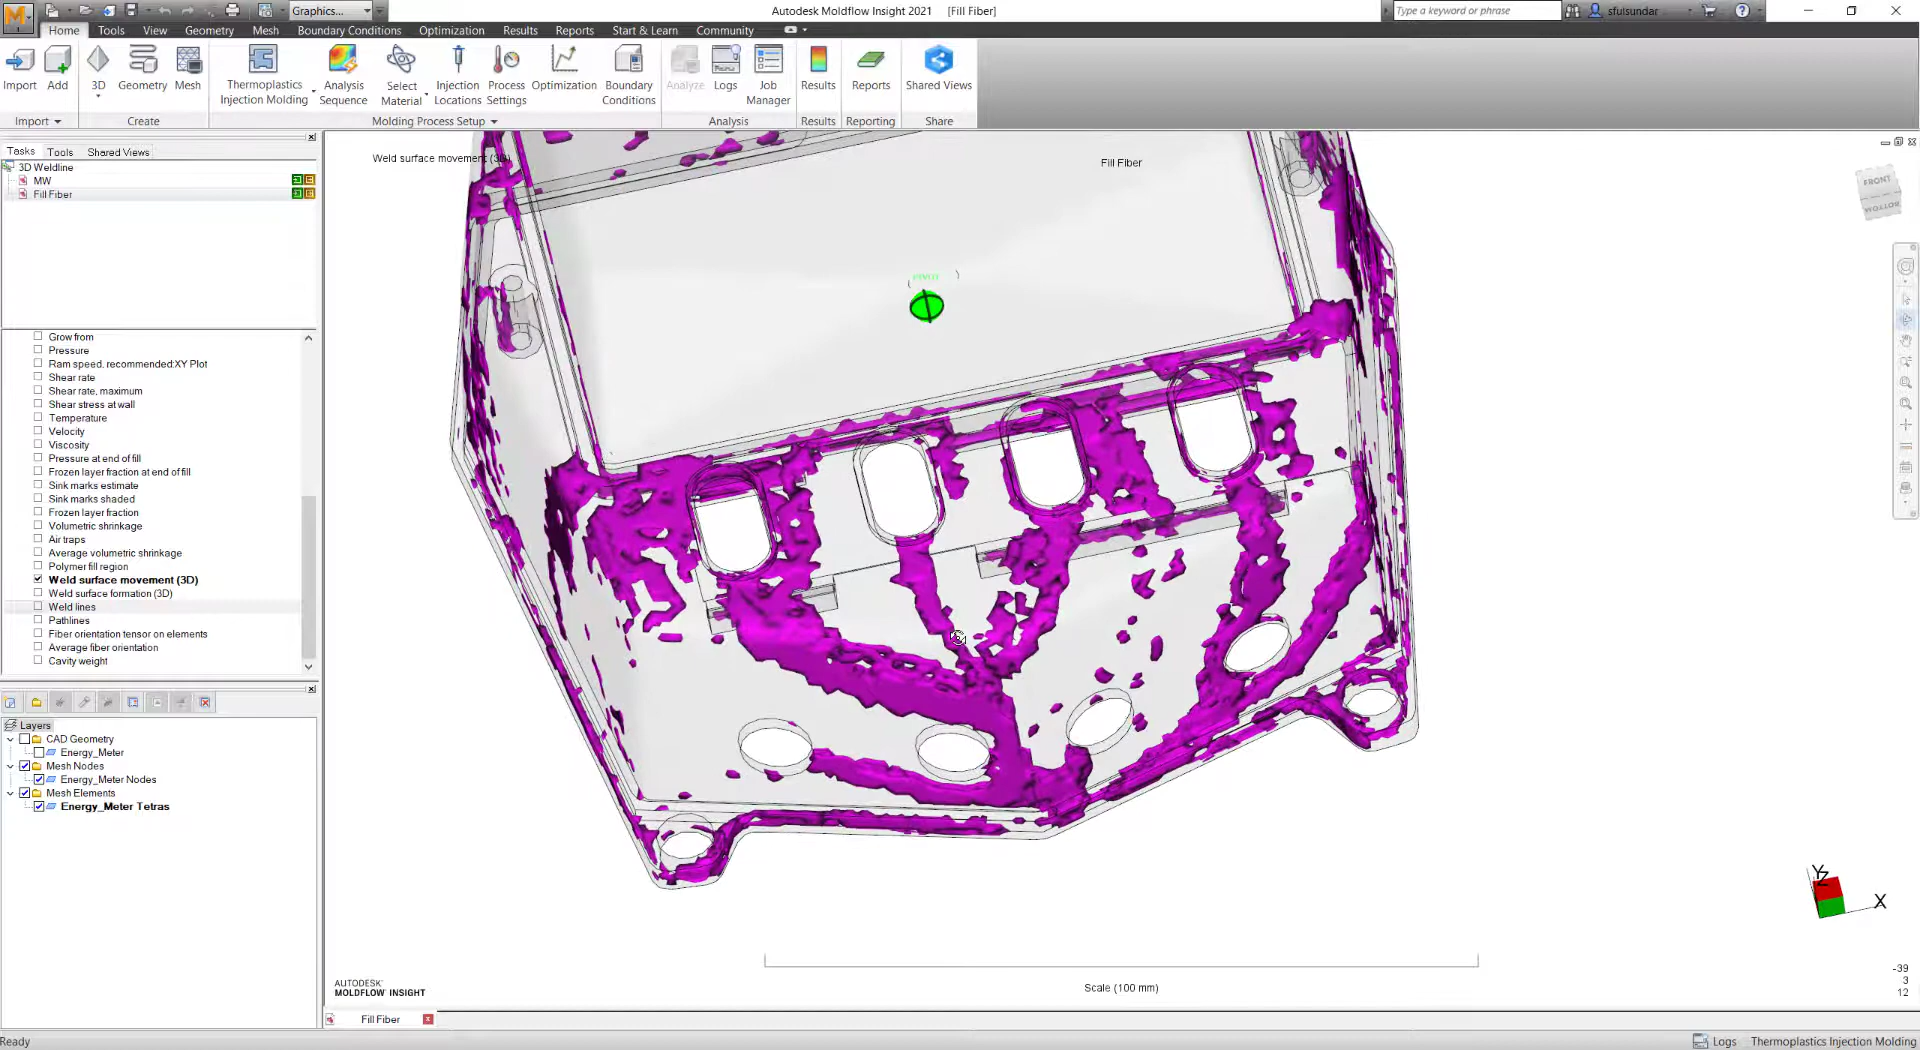 Graphics...
Autodesk Moldflow Insight 2021 [Fill Fiber]
Type a keyword or phrase
sfulsundar
Home Tools View Geometry Mesh Boundary Conditions Optimization Results Reports Start & Learn Community
Import Add 3D Geometry Mesh
Thermoplastics Injection Molding
Analysis Sequence
Select Material
Injection Locations
Process Settings
Optimization
Boundary Conditions
Analyze
Logs
Job Manager
Results
Reports
Shared Views
Import Create Molding Process Setup Analysis Results Reporting Share
Tasks Tools Shared Views
3D Weldline
MW
Fill Fiber
Grow from
Pressure
Ram speed, recommended:XY Plot
Shear rate
Shear rate, maximum
Shear stress at wall
Temperature
Velocity
Viscosity
Pressure at end of fill
Frozen layer fraction at end of fill
Sink marks estimate
Sink marks shaded
Frozen layer fraction
Volumetric shrinkage
Air traps
Average volumetric shrinkage
Polymer fill region
Weld surface movement (3D)
Weld surface formation (3D)
Weld lines
Pathlines
Fiber orientation tensor on elements
Average fiber orientation
Cavity weight
Layers
CAD Geometry
Energy_Meter
Mesh Nodes
Energy_Meter Nodes
Mesh Elements
Energy_Meter Tetras
Weld surface movement (3D)
Fill Fiber
PIVOT
FRONT
BOTTOM
Y
Z
X
-39
3
12
AUTODESK
MOLDFLOW INSIGHT
Scale (100 mm)
Fill Fiber
Ready
Logs Thermoplastics Injection Molding